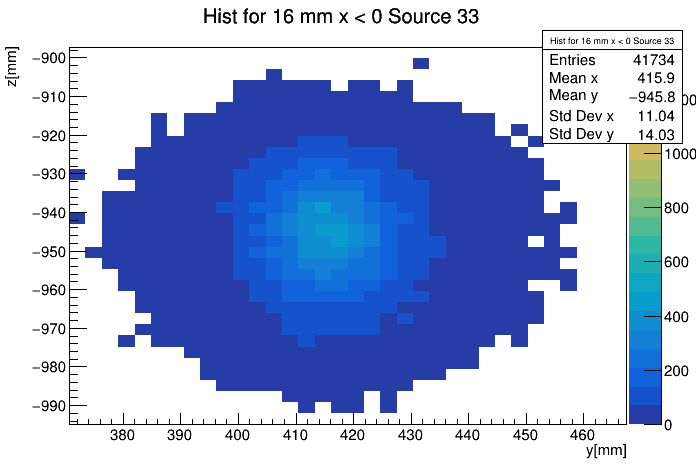 Hist for 16 mm x < 0 Source 33
Hist for 16 mm x < 0 Source 33
Entries 41734
Mean x 415.9
Mean y −945.8
Std Dev x 11.04
Std Dev y 14.03
z[mm]
−900
−910
−920
−930
−940
−950
−960
−970
−980
−990
380 390 400 410 420 430 440 450 460
y[mm]
00
1000
800
600
400
200
0